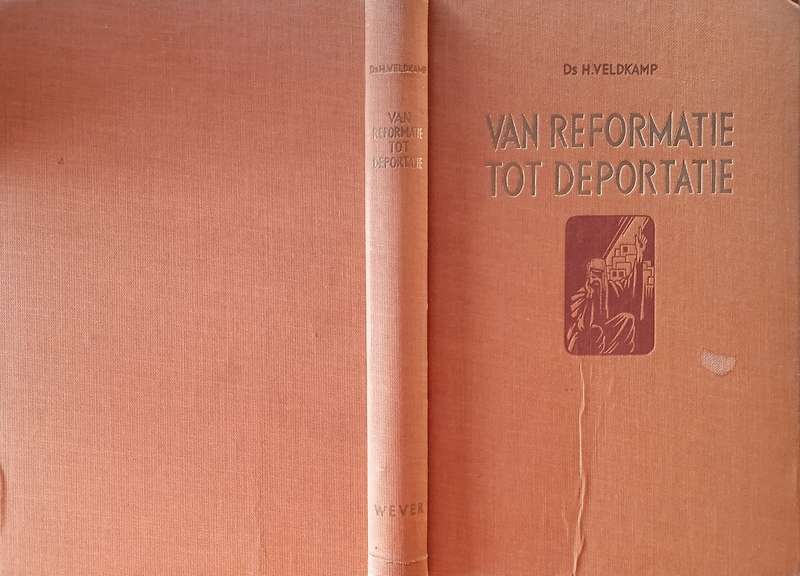 Ds H. VELDKAMP
VAN
REFORMATIE
TOT
DEPORTATIE
WEVER
Ds H. VELDKAMP
VAN REFORMATIE
TOT DEPORTATIE